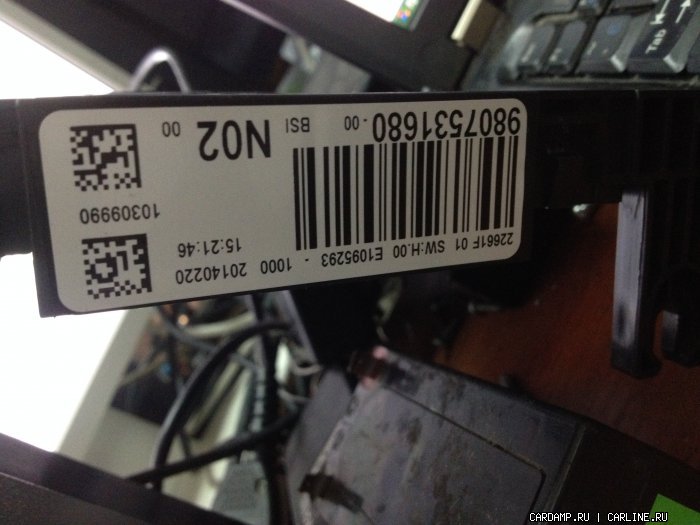 9807531680 -00 BSI N02 00
22661F 01 SW:H.00 E1095293 - 1000 20140220 15:21:46
10309990
TAB
CARDAMP.RU | CARLINE.RU